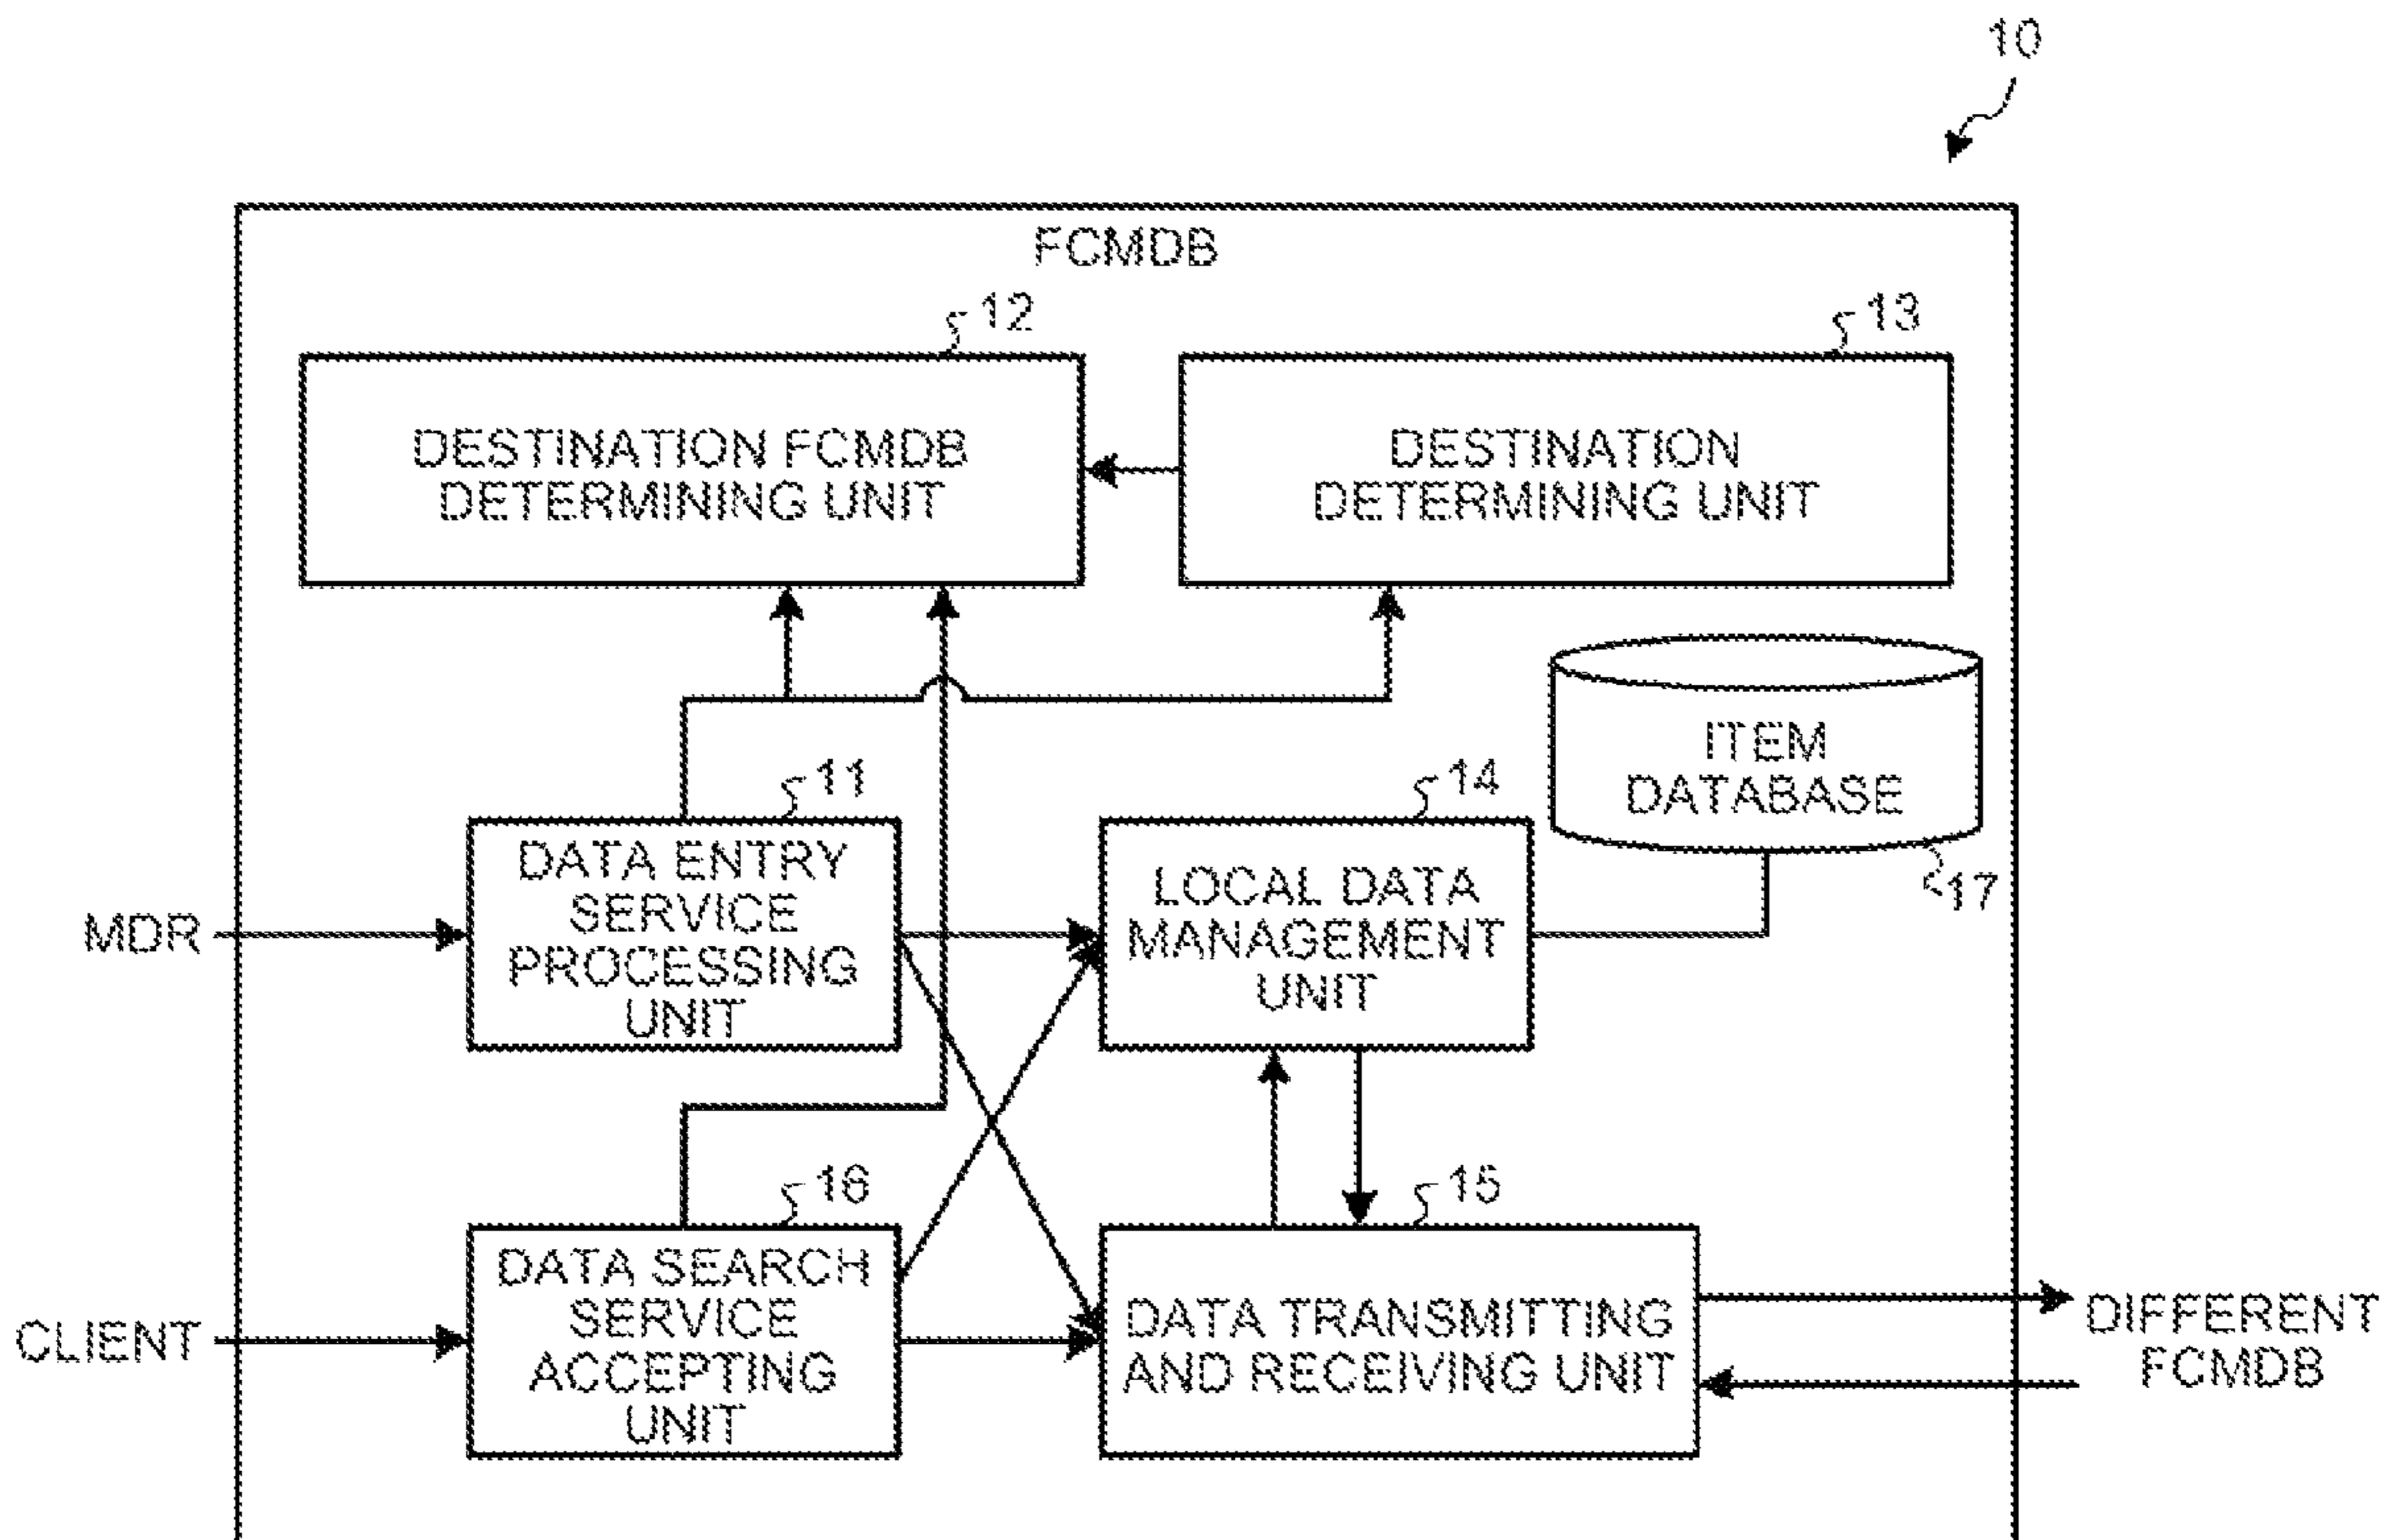 10
FCMDB
12
13
DESTINATION FCMDB
DETERMINING UNIT
DESTINATION
DETERMINING UNIT
ITEM
DATABASE
17
11
14
DATA ENTRY
SERVICE
PROCESSING
UNIT
LOCAL DATA
MANAGEMENT
UNIT
MDR
16
15
DATA SEARCH
SERVICE
ACCEPTING
UNIT
DATA TRANSMITTING
AND RECEIVING UNIT
CLIENT
DIFFERENT
FCMDB